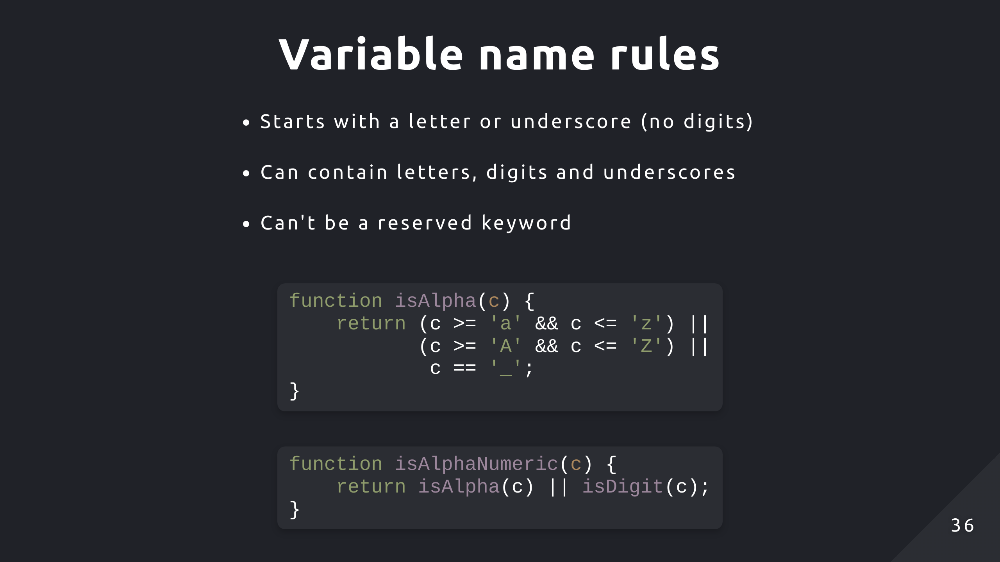 Variable name rules
• Starts with a letter or underscore (no digits)
• Can contain letters, digits and underscores
• Can't be a reserved keyword
function isAlpha(c) {
    return (c >= 'a' && c <= 'z') ||
           (c >= 'A' && c <= 'Z') ||
            c == '_';
}
function isAlphaNumeric(c) {
    return isAlpha(c) || isDigit(c);
}
36